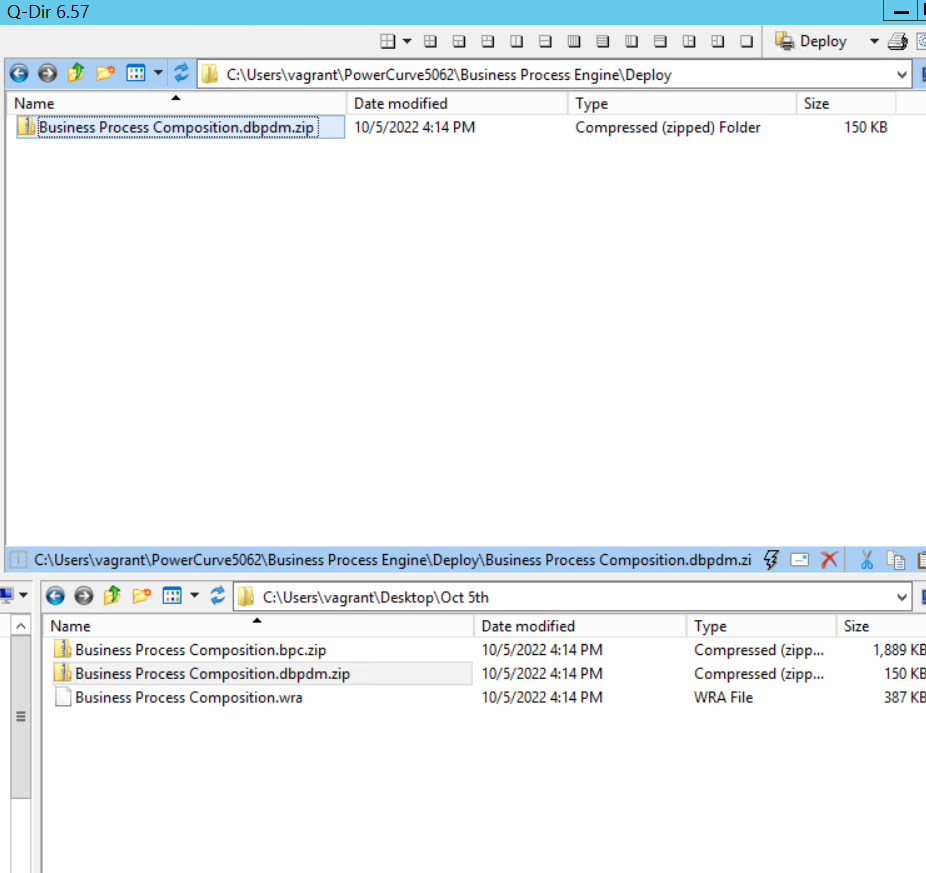 Q-Dir 6.57
Deploy
C:\Users\vagrant\PowerCurve5062\Business Process Engine\Deploy
Name Date modified Type Size
Business Process Composition.dbpdm.zip 10/5/2022 4:14 PM Compressed (zipped) Folder 150 KB
C:\Users\vagrant\PowerCurve5062\Business Process Engine\Deploy\Business Process Composition.dbpdm.zi
C:\Users\vagrant\Desktop\Oct 5th
Name Date modified Type Size
Business Process Composition.bpc.zip 10/5/2022 4:14 PM Compressed (zipp... 1,889 KB
Business Process Composition.dbpdm.zip 10/5/2022 4:14 PM Compressed (zipp... 150 KB
Business Process Composition.wra 10/5/2022 4:14 PM WRA File 387 KB